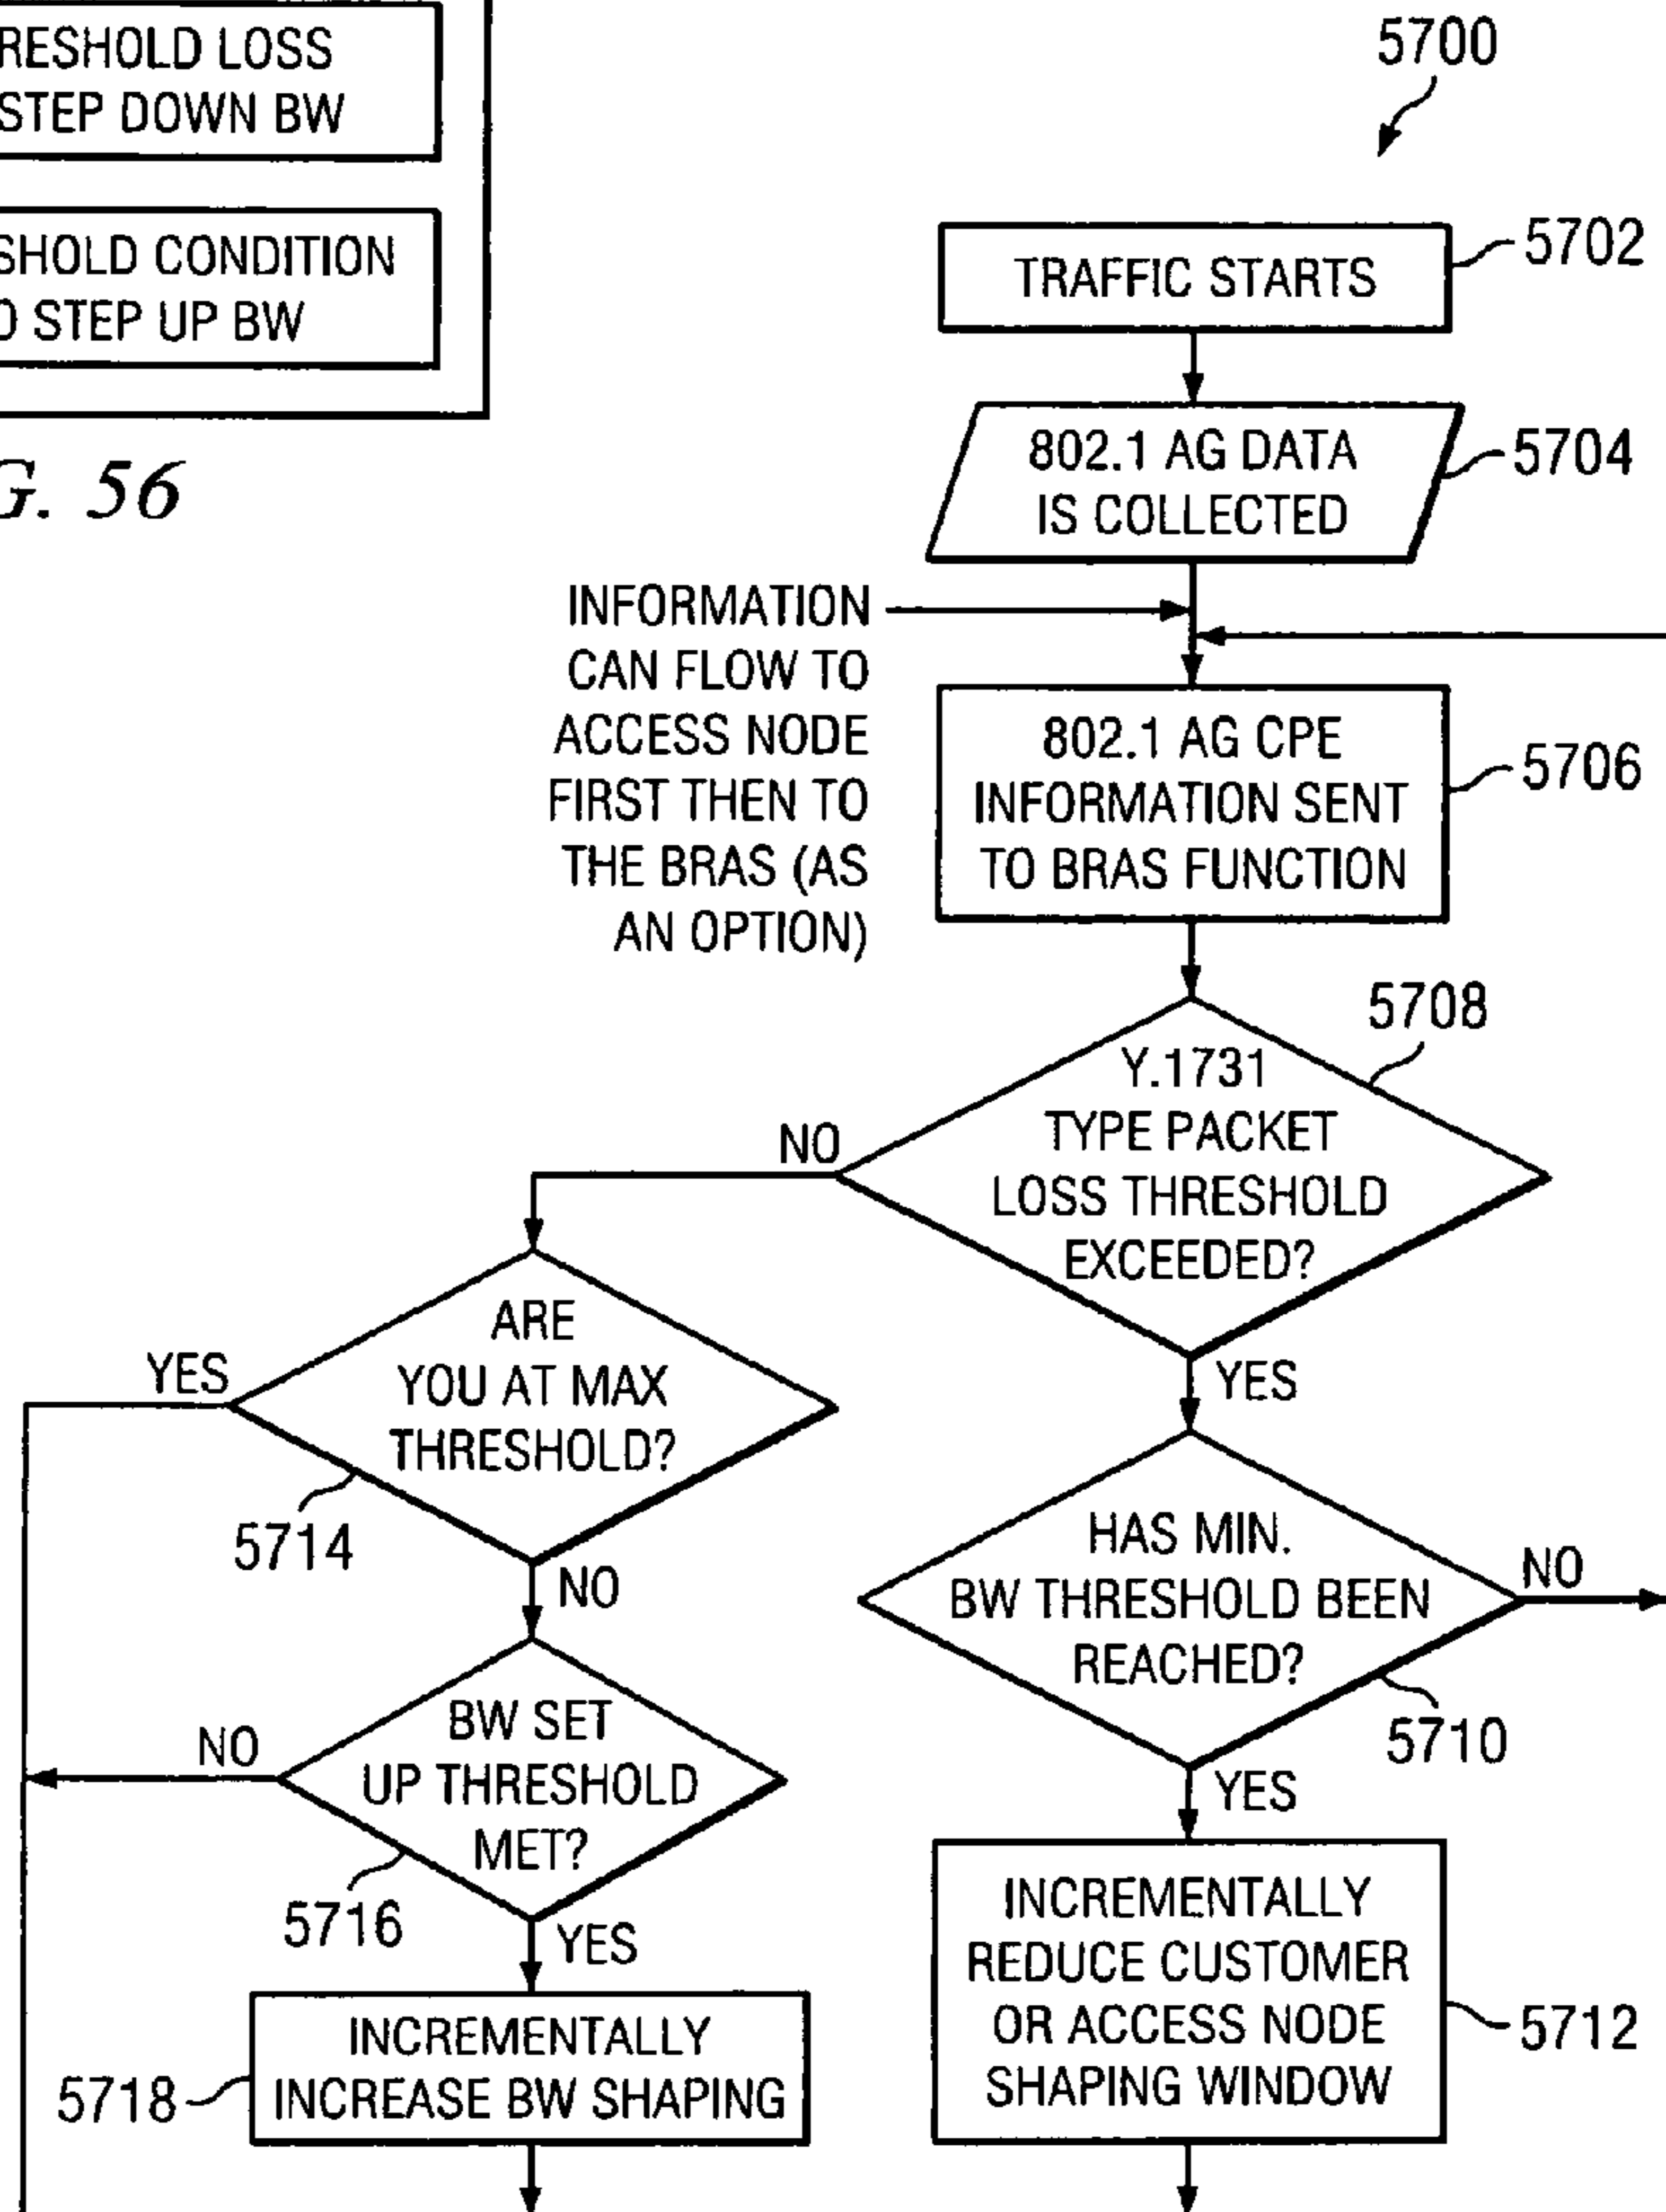 RESHOLD LOSS
STEP DOWN BW
SHOLD CONDITION
O STEP UP BW
G. 56
5700
TRAFFIC STARTS
5702
802.1 AG DATA
IS COLLECTED
5704
INFORMATION
CAN FLOW TO
ACCESS NODE
FIRST THEN TO
THE BRAS (AS
AN OPTION)
802.1 AG CPE
INFORMATION SENT
TO BRAS FUNCTION
5706
5708
Y.1731
TYPE PACKET
LOSS THRESHOLD
EXCEEDED?
NO
YES
ARE
YOU AT MAX
THRESHOLD?
YES
5714
NO
HAS MIN.
BW THRESHOLD BEEN
REACHED?
NO
5710
YES
BW SET
UP THRESHOLD
MET?
NO
5716
YES
INCREMENTALLY
INCREASE BW SHAPING
5718
INCREMENTALLY
REDUCE CUSTOMER
OR ACCESS NODE
SHAPING WINDOW
5712